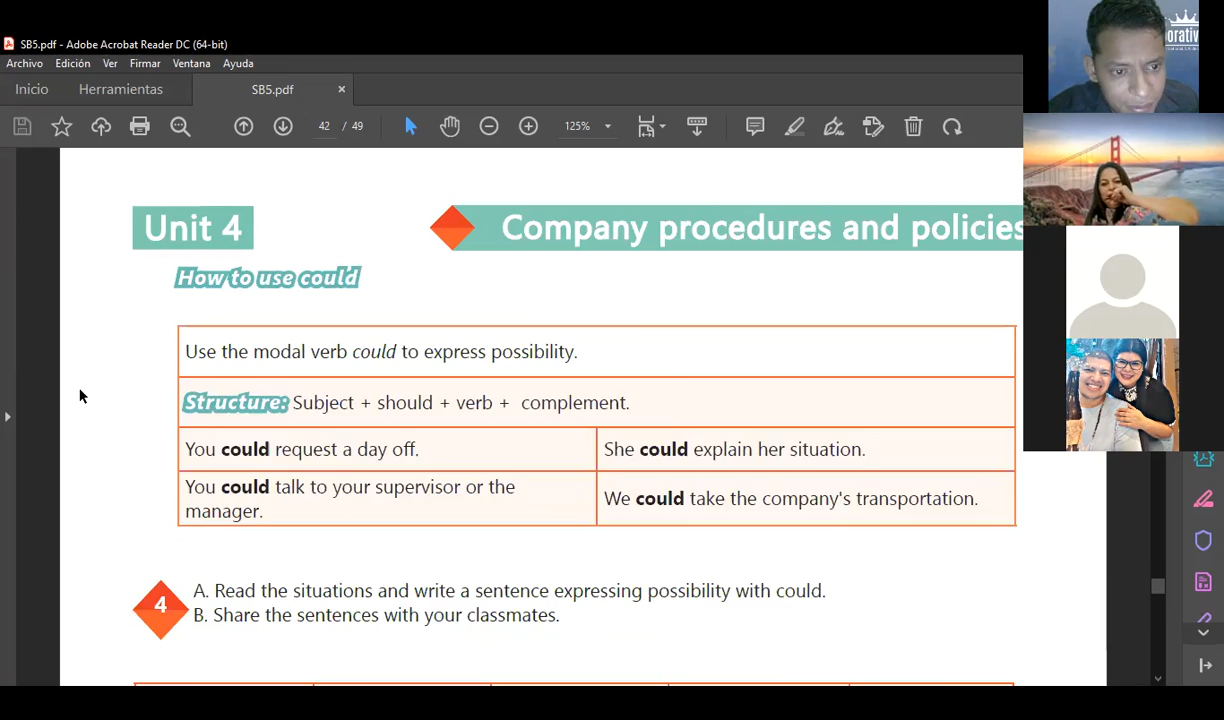 SB5.pdf - Adobe Acrobat Reader DC (64-bit)
Archivo Edición Ver Firmar Ventana Ayuda
Inicio Herramientas SB5.pdf ×
42 / 49 125%
orativ
Unit 4 Company procedures and policies
How to use could
Use the modal verb could to express possibility.
Structure: Subject + should + verb + complement.
You could request a day off. She could explain her situation.
You could talk to your supervisor or the
manager.
We could take the company's transportation.
4
A. Read the situations and write a sentence expressing possibility with could.
B. Share the sentences with your classmates.